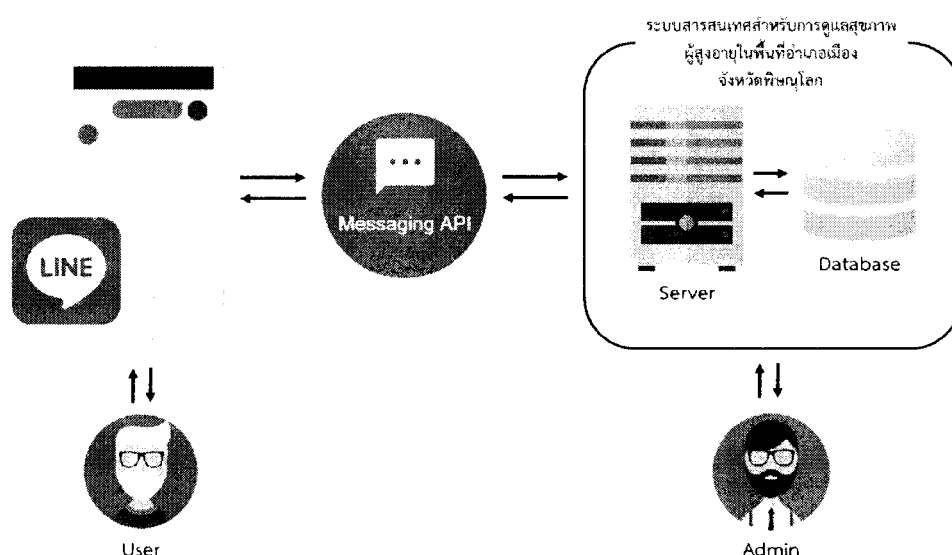 ระบบสารสนเทศสำหรับการดูแลสุขภาพ
ผู้สูงอายุในพื้นที่อำเภอเมือง
จังหวัดพิษณุโลก
Messaging API
LINE
Server
Database
User
Admin